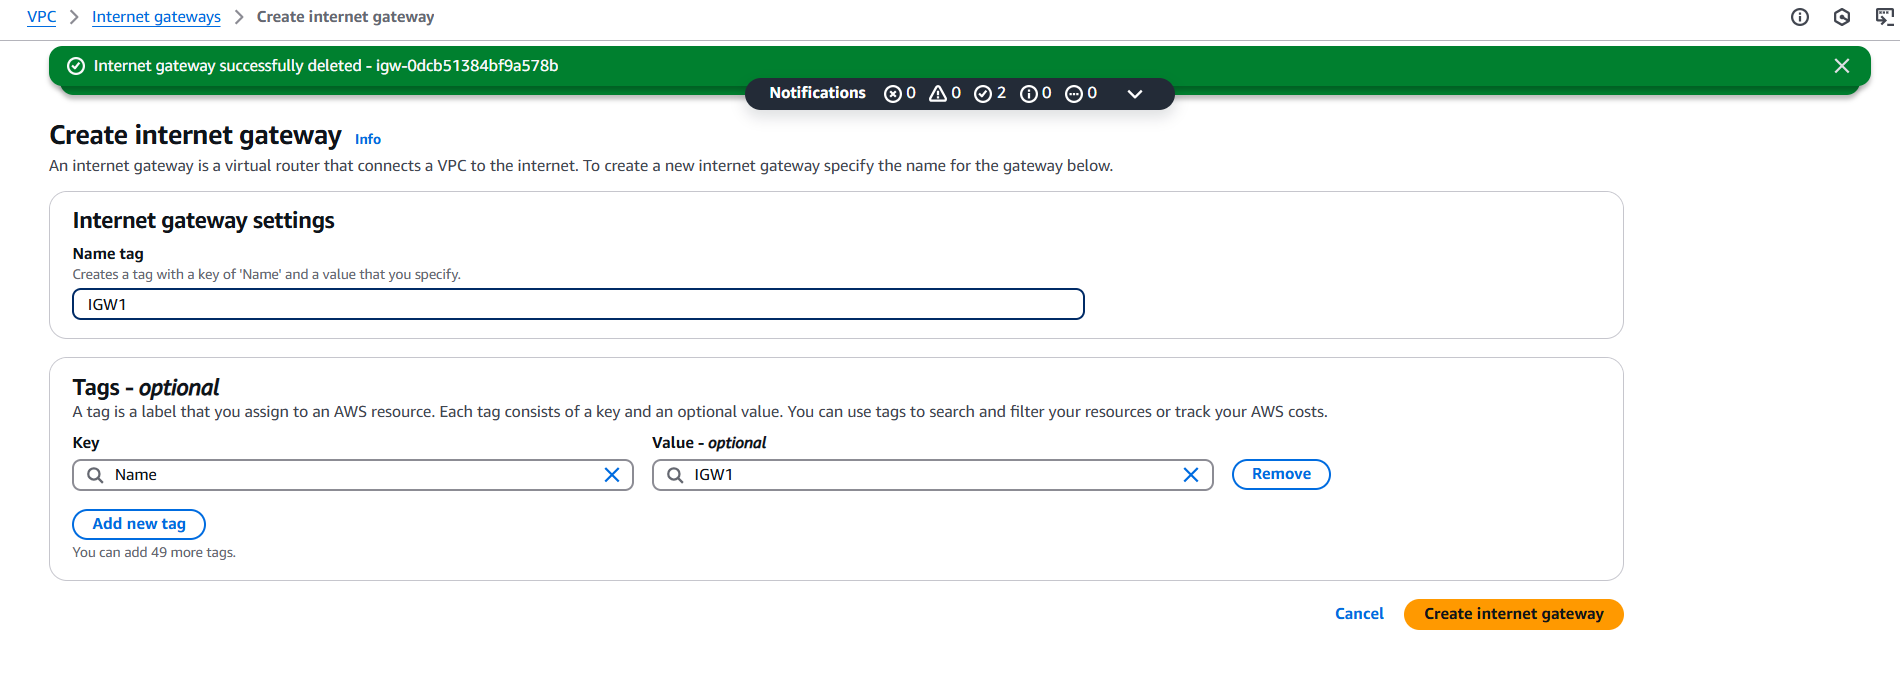 VPC > Internet gateways > Create internet gateway
Internet gateway successfully deleted - igw-0dcb51384bf9a578b
Notifications 0 0 2 0 0
Create internet gateway Info
An internet gateway is a virtual router that connects a VPC to the internet. To create a new internet gateway specify the name for the gateway below.
Internet gateway settings
Name tag
Creates a tag with a key of 'Name' and a value that you specify.
IGW1
Tags - optional
A tag is a label that you assign to an AWS resource. Each tag consists of a key and an optional value. You can use tags to search and filter your resources or track your AWS costs.
Key Value - optional
Name IGW1 Remove
Add new tag
You can add 49 more tags.
Cancel Create internet gateway